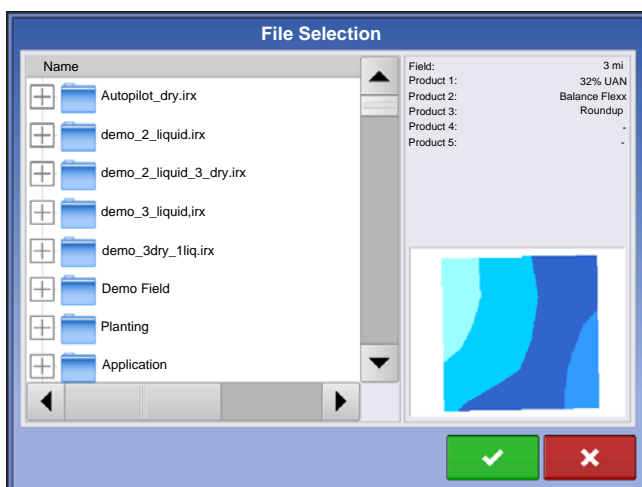 File Selection
Name
Autopilot_dry.irx
demo_2_liquid.irx
demo_2_liquid_3_dry.irx
demo_3_liquid,irx
demo_3dry_1liq.irx
Demo Field
Planting
Application
Field: 3 mi
Product 1: 32% UAN
Product 2: Balance Flexx
Product 3: Roundup
Product 4: -
Product 5: -